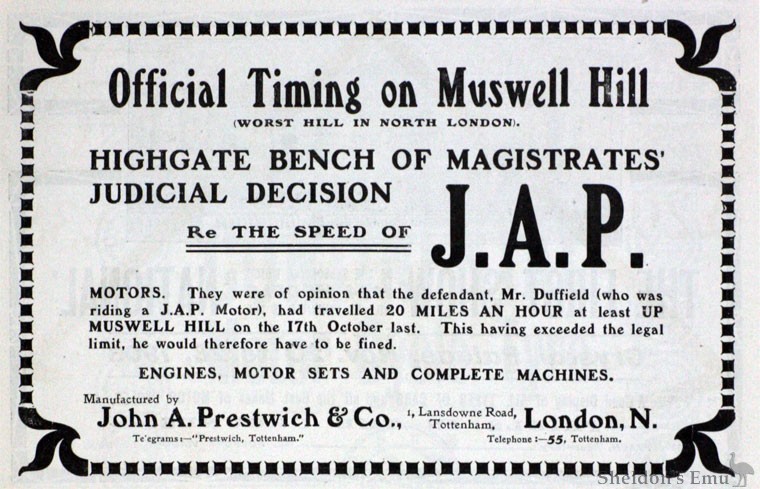 Official Timing on Muswell Hill
(WORST HILL IN NORTH LONDON).
HIGHGATE BENCH OF MAGISTRATES'
JUDICIAL DECISION
Re THE SPEED OF J.A.P.
MOTORS. They were of opinion that the defendant, Mr. Duffield (who was
riding a J.A.P. Motor), had travelled 20 MILES AN HOUR at least UP
MUSWELL HILL on the 17th October last. This having exceeded the legal
limit, he would therefore have to be fined.
ENGINES, MOTOR SETS AND COMPLETE MACHINES.
Manufactured by
John A. Prestwich & Co., 1, Lansdowne Road, Tottenham, London, N.
Te'egrams:—"Prestwich, Tottenham." Telephone:—55, Tottenham.
Sheldon's Emu